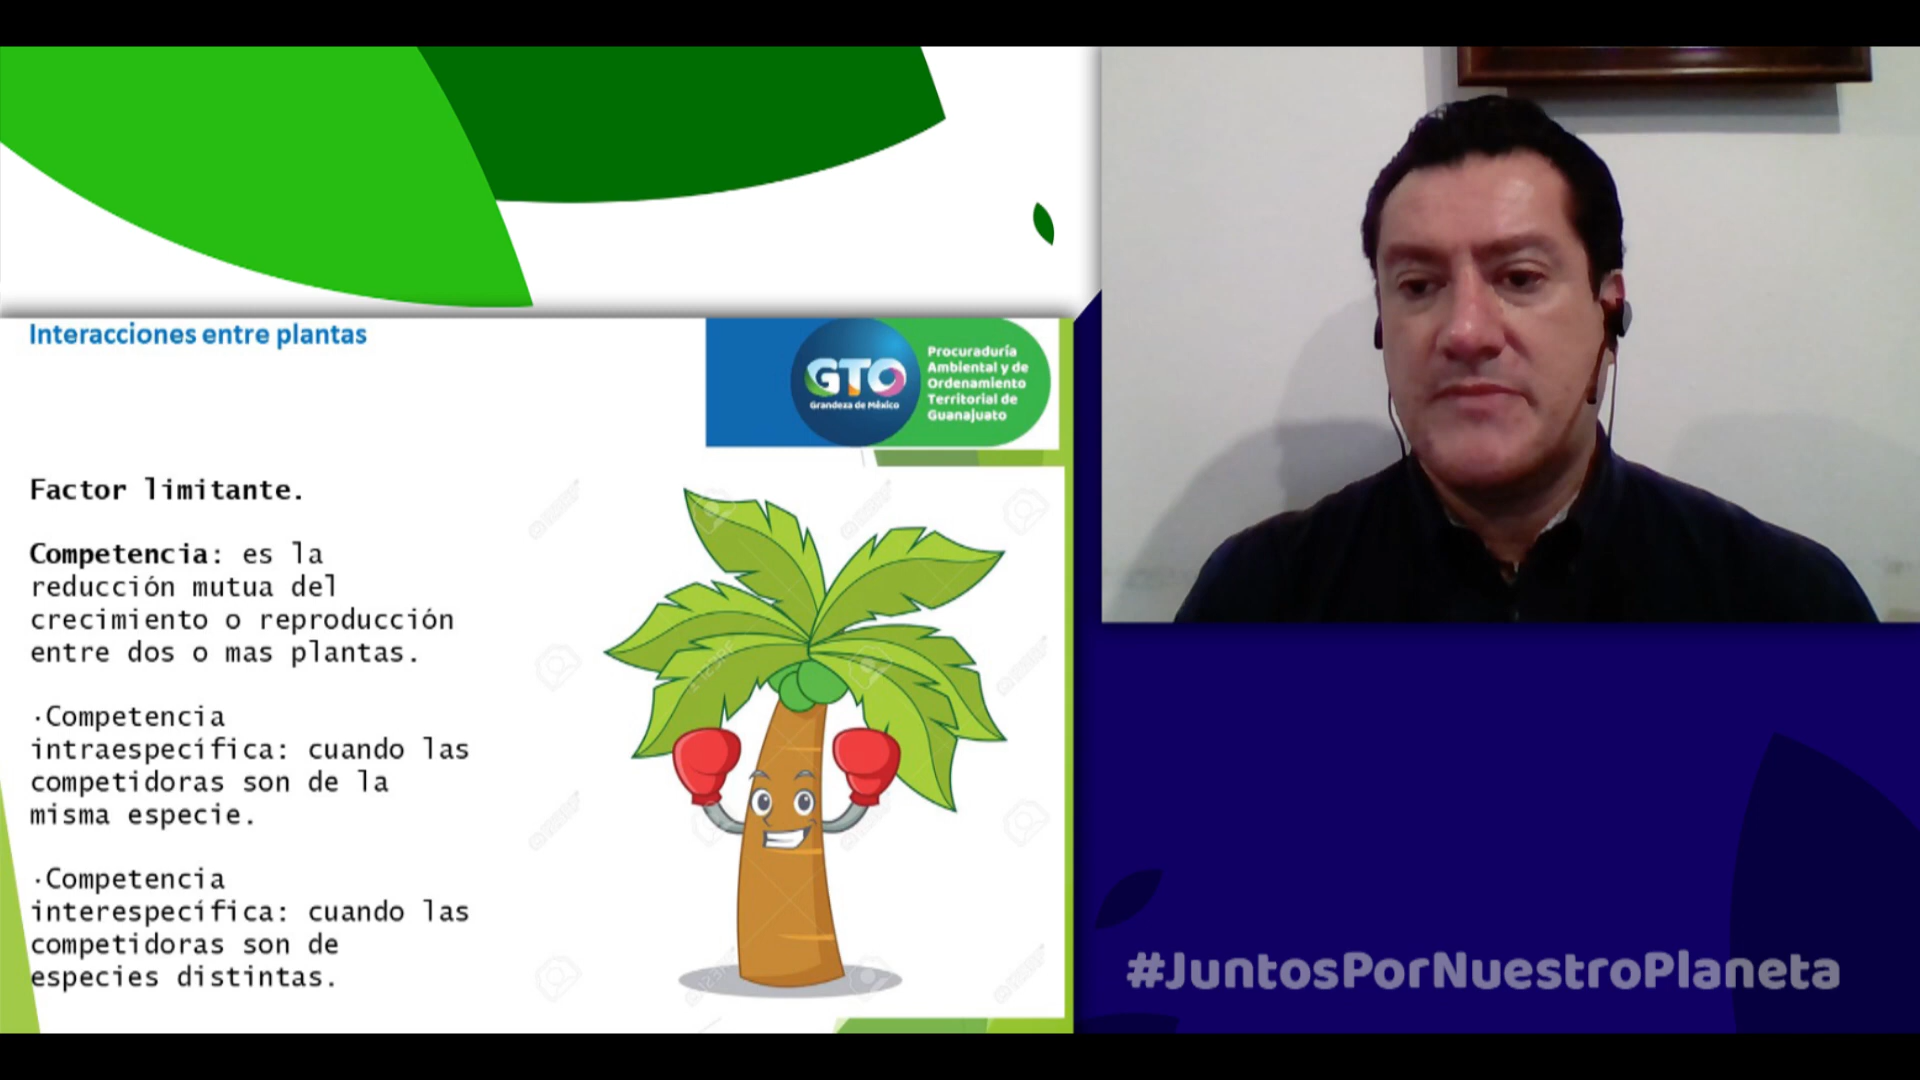 Interacciones entre plantas
GTO
Grandeza de México
Procuraduría
Ambiental y de
Ordenamiento
Territorial de
Guanajuato
Factor limitante.
Competencia: es la
reducción mutua del
crecimiento o reproducción
entre dos o mas plantas.
·Competencia
intraespecífica: cuando las
competidoras son de la
misma especie.
·Competencia
interespecífica: cuando las
competidoras son de
especies distintas.
#JuntosPorNuestroPlaneta